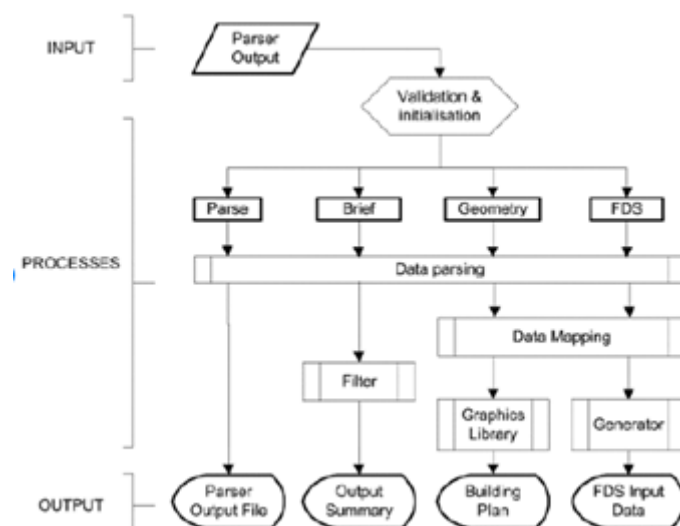 INPUT
Parser
Output
Validation &
initialisation
Parse
Brief
Geometry
FDS
PROCESSES
Data parsing
Data Mapping
Filter
Graphics
Library
Generator
OUTPUT
Parser
Output File
Output
Summary
Building
Plan
FDS Input
Data